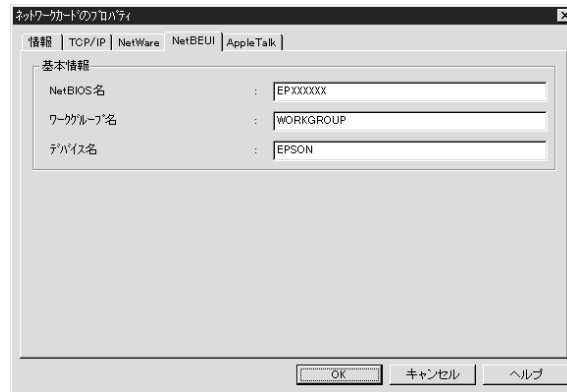 ﾈｯﾄﾜｰｸｶｰﾄﾞのﾌﾟﾛﾊﾟﾃｨ
情報 TCP/IP NetWare NetBEUI AppleTalk
基本情報
NetBIOS名 : EPXXXXXX
ﾜｰｸｸﾞﾙｰﾌﾟ名 : WORKGROUP
ﾃﾞﾊﾞｲｽ名 : EPSON
OK キャンセル ヘルプ